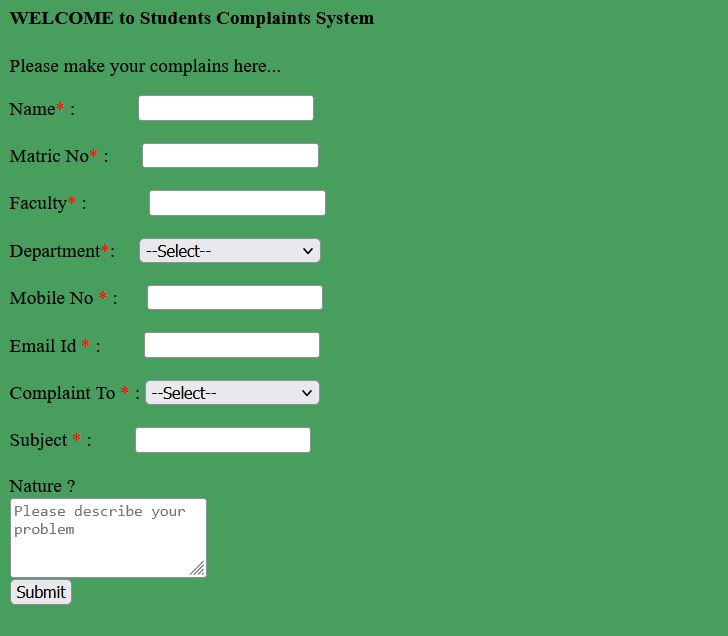 WELCOME to Students Complaints System
Please make your complains here...
Name* :
Matric No* :
Faculty* :
Department*: --Select--
Mobile No * :
Email Id * :
Complaint To * : --Select--
Subject * :
Nature ?
Please describe your
problem
Submit